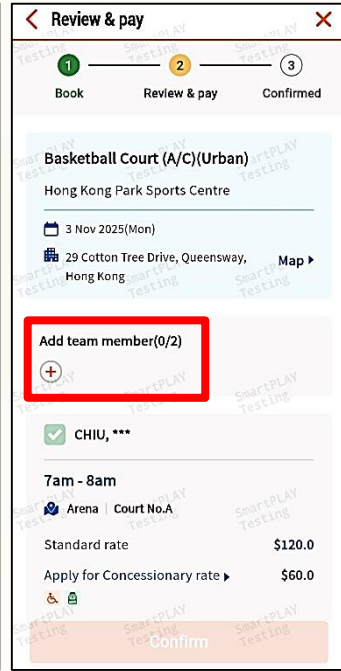 Review & pay
1
2
3
Book
Review & pay
Confirmed
Basketball Court (A/C)(Urban)
Hong Kong Park Sports Centre
3 Nov 2025(Mon)
29 Cotton Tree Drive, Queensway,
Hong Kong
Map
Add team member(0/2)
CHIU, ***
7am - 8am
Arena | Court No.A
Standard rate
$120.0
Apply for Concessionary rate
$60.0
Confirm
SmartPLAY
Testing